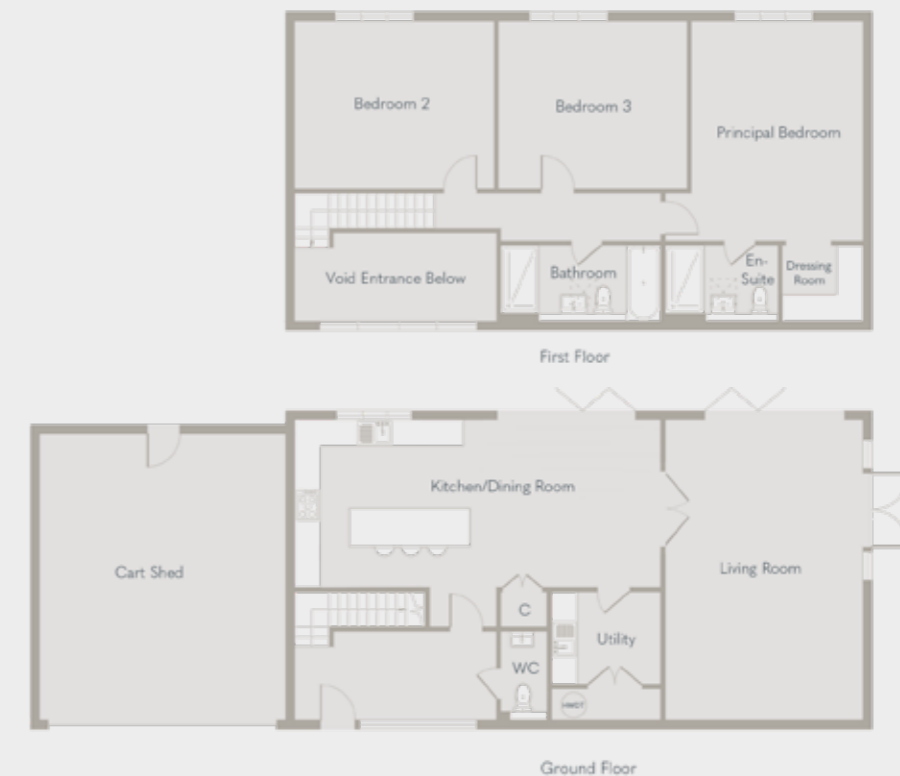 Bedroom 2
Bedroom 3
Principal Bedroom
Void Entrance Below
Bathroom
En-
Suite
Dressing
Room
First Floor
Kitchen/Dining Room
Cart Shed
Living Room
C
Utility
WC
Ground Floor